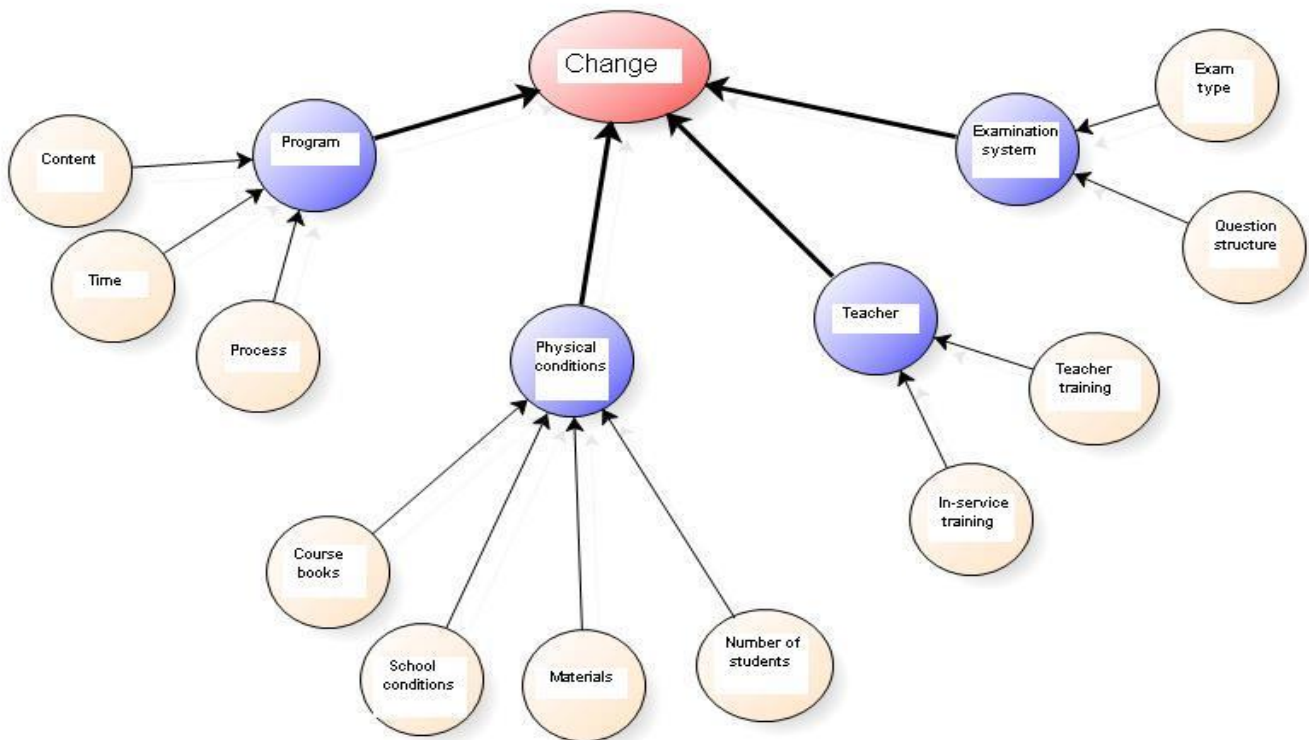 Change
Program
Content
Time
Process
Physical
conditions
Course
books
School
conditions
Materials
Number of
students
Teacher
Teacher
training
In-service
training
Examination
system
Exam
type
Question
structure